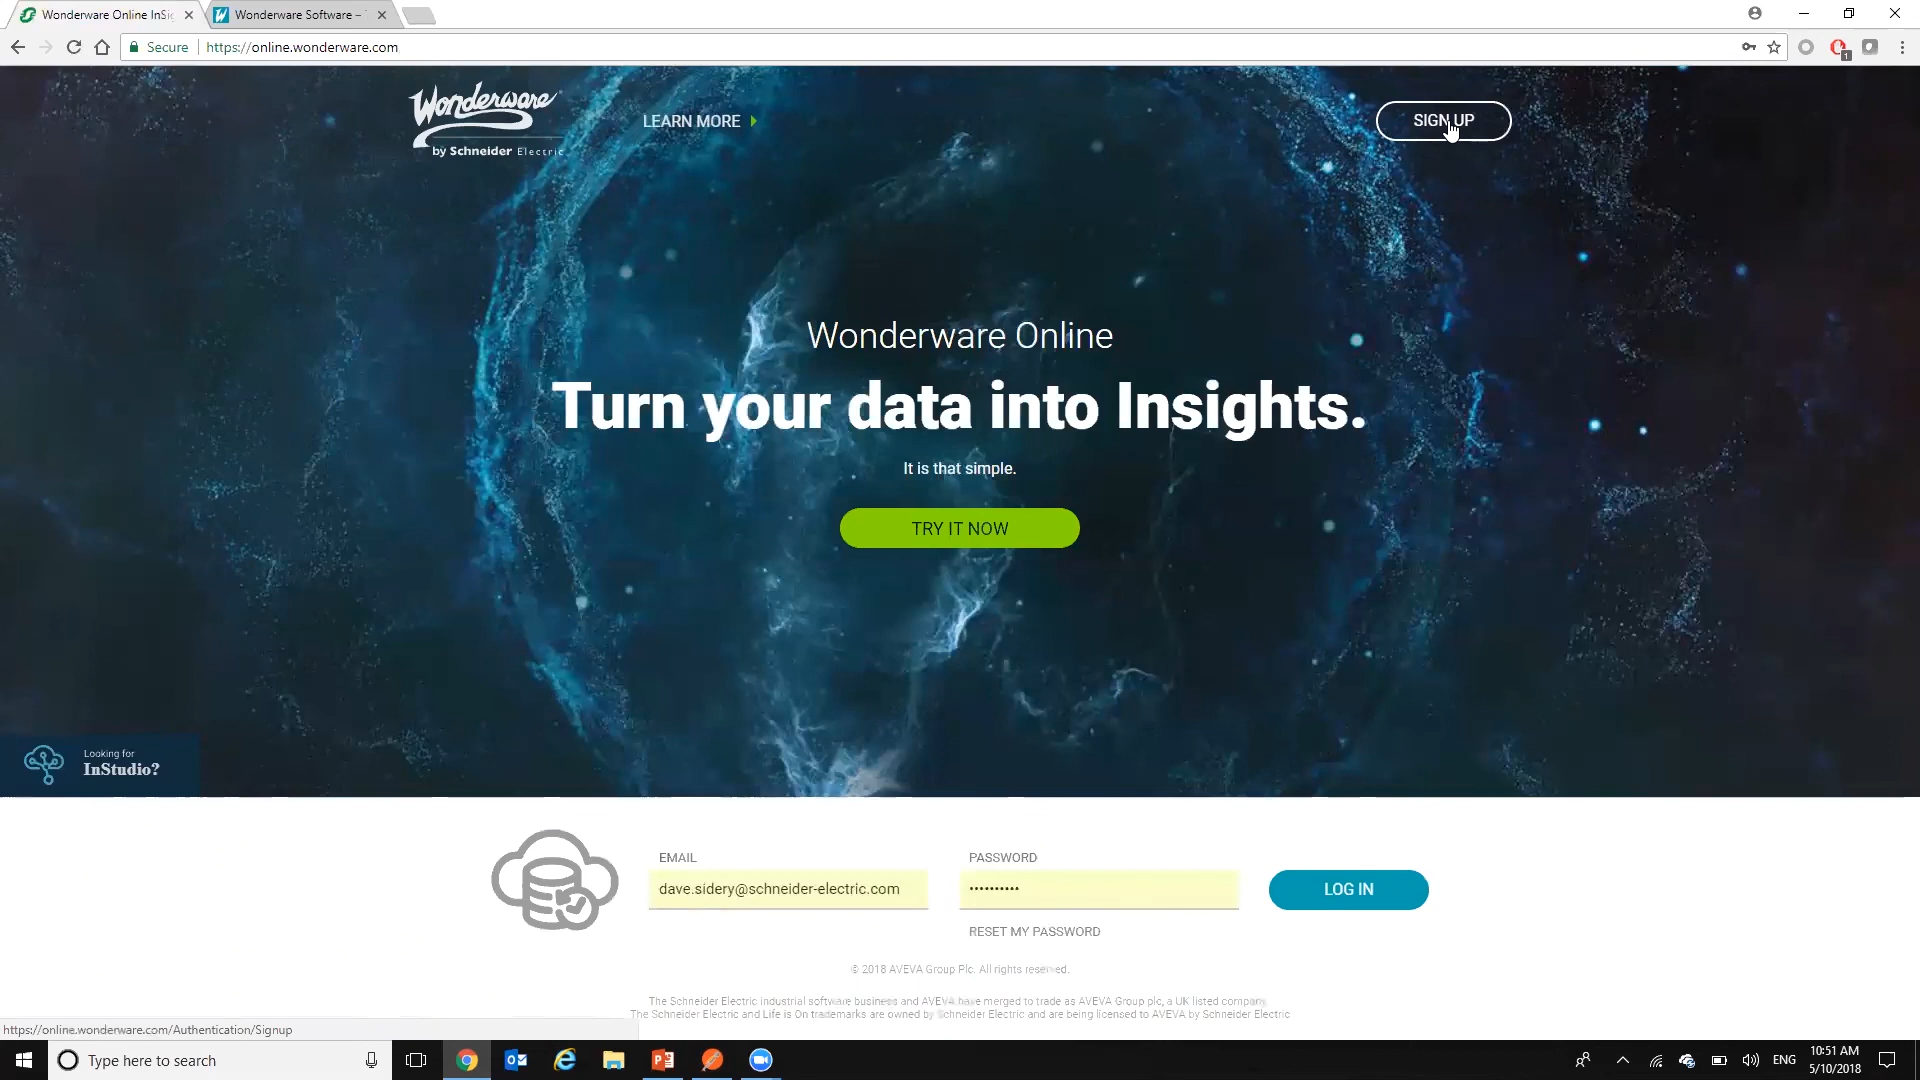 Wonderware Online InSi
Wonderware Software –
Secure
https://online.wonderware.com
1
Wonderware
by Schneider Electric
LEARN MORE
SIGN UP
Wonderware Online
Turn your data into Insights.
It is that simple.
TRY IT NOW
Looking for
InStudio?
EMAIL
PASSWORD
dave.sidery@schneider-electric.com
••••••••••
LOG IN
RESET MY PASSWORD
© 2018 AVEVA Group Plc. All rights reserved.
The Schneider Electric industrial software business and AVEVA have merged to trade as AVEVA Group plc, a UK listed company
The Schneider Electric and Life is On trademarks are owned by Schneider Electric and are being licensed to AVEVA by Schneider Electric
https://online.wonderware.com/Authentication/Signup
Type here to search
ENG
10:51 AM
5/10/2018